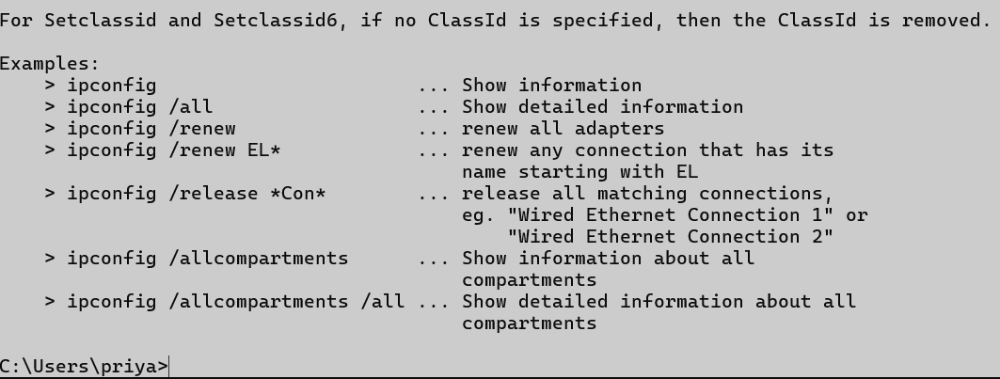 For Setclassid and Setclassid6, if no ClassId is specified, then the ClassId is removed.
Examples:
    > ipconfig                       ... Show information
    > ipconfig /all                  ... Show detailed information
    > ipconfig /renew                ... renew all adapters
    > ipconfig /renew EL*            ... renew any connection that has its
                                         name starting with EL
    > ipconfig /release *Con*        ... release all matching connections,
                                         eg. "Wired Ethernet Connection 1" or
                                             "Wired Ethernet Connection 2"
    > ipconfig /allcompartments      ... Show information about all
                                         compartments
    > ipconfig /allcompartments /all ... Show detailed information about all
                                         compartments
C:\Users\priya>